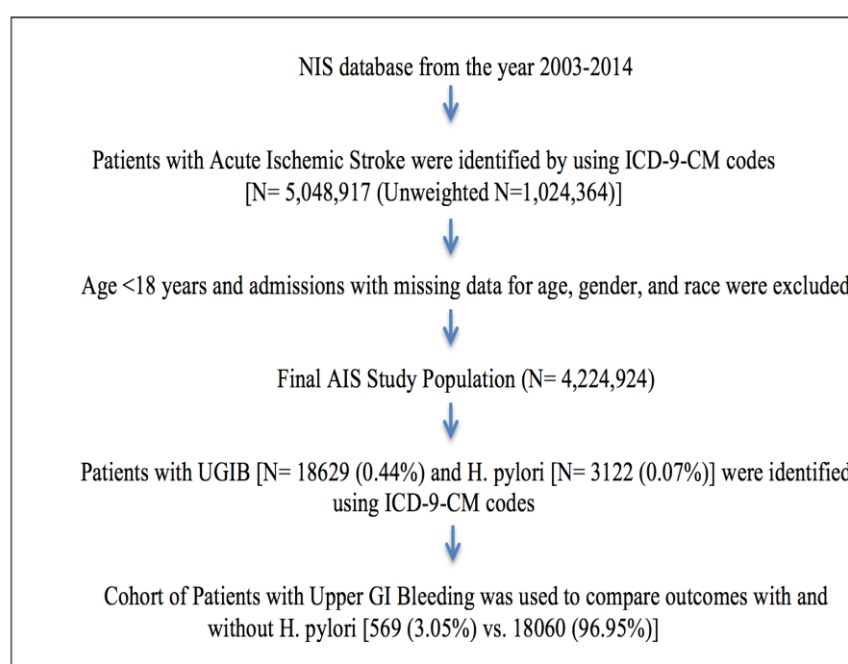 NIS database from the year 2003-2014
Patients with Acute Ischemic Stroke were identified by using ICD-9-CM codes
[N= 5,048,917 (Unweighted N=1,024,364)]
Age <18 years and admissions with missing data for age, gender, and race were excluded
Final AIS Study Population (N= 4,224,924)
Patients with UGIB [N= 18629 (0.44%) and H. pylori [N= 3122 (0.07%)] were identified
using ICD-9-CM codes
Cohort of Patients with Upper GI Bleeding was used to compare outcomes with and
without H. pylori [569 (3.05%) vs. 18060 (96.95%)]